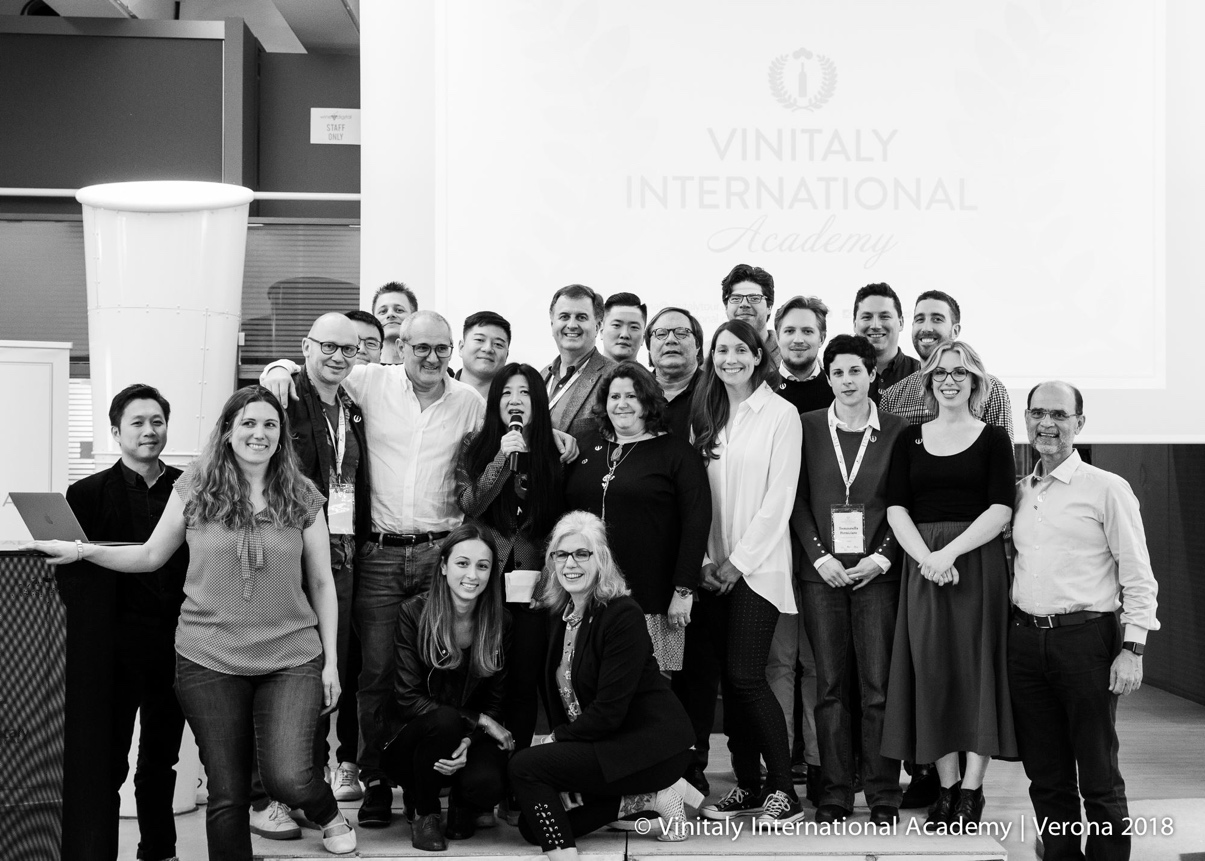 STAFF
ONLY
VINITALY
INTERNATIONAL
Academy
© Vinitaly International Academy | Verona 2018